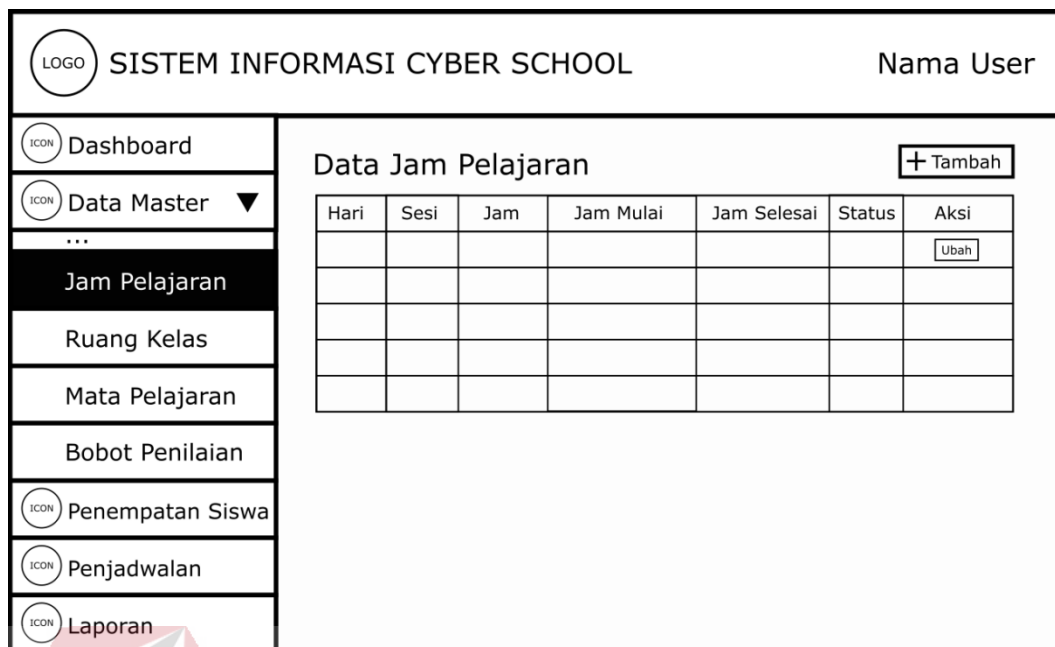 LOGO SISTEM INFORMASI CYBER SCHOOL Nama User
ICON Dashboard
ICON Data Master ▼
...
Jam Pelajaran
Ruang Kelas
Mata Pelajaran
Bobot Penilaian
ICON Penempatan Siswa
ICON Penjadwalan
ICON Laporan
Data Jam Pelajaran + Tambah
Hari Sesi Jam Jam Mulai Jam Selesai Status Aksi
Ubah